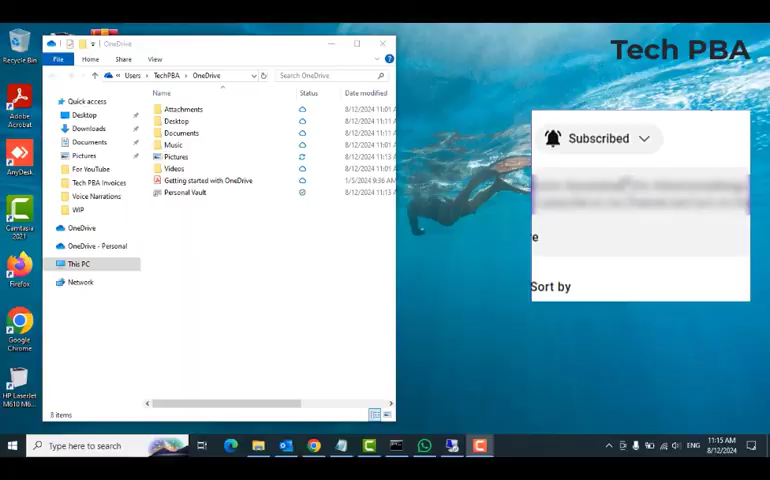 Tech PBA
Recycle Bin
Adobe
Acrobat
AnyDesk
Camtasia
2021
Firefox
Google
Chrome
HP LaserJet
M610 M6...
OneDrive
File
Home
Share
View
Users
TechPBA
OneDrive
Search OneDrive
Name
Status
Date modified
Quick access
Desktop
Downloads
Documents
Pictures
For YouTube
Tech PBA Invoices
Voice Narrations
WIP
OneDrive
OneDrive - Personal
This PC
Network
Attachments 8/12/2024 11:01 A
Desktop 8/12/2024 11:11 A
Documents 8/12/2024 11:11 A
Music 8/12/2024 11:01 A
Pictures 8/12/2024 11:13 A
Videos 8/12/2024 11:01 A
Getting started with OneDrive 1/5/2024 9:36 AM
Personal Vault 8/12/2024 11:13 A
8 items
Subscribed
e
Sort by
Type here to search
ENG
11:15 AM
8/12/2024